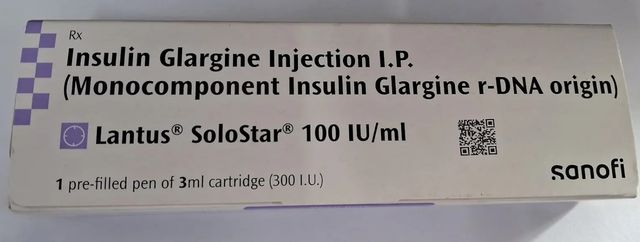 Rx
Insulin Glargine Injection I.P.
(Monocomponent Insulin Glargine r-DNA origin)
Lantus® SoloStar® 100 IU/ml
sanofi
1 pre-filled pen of 3ml cartridge (300 I.U.)